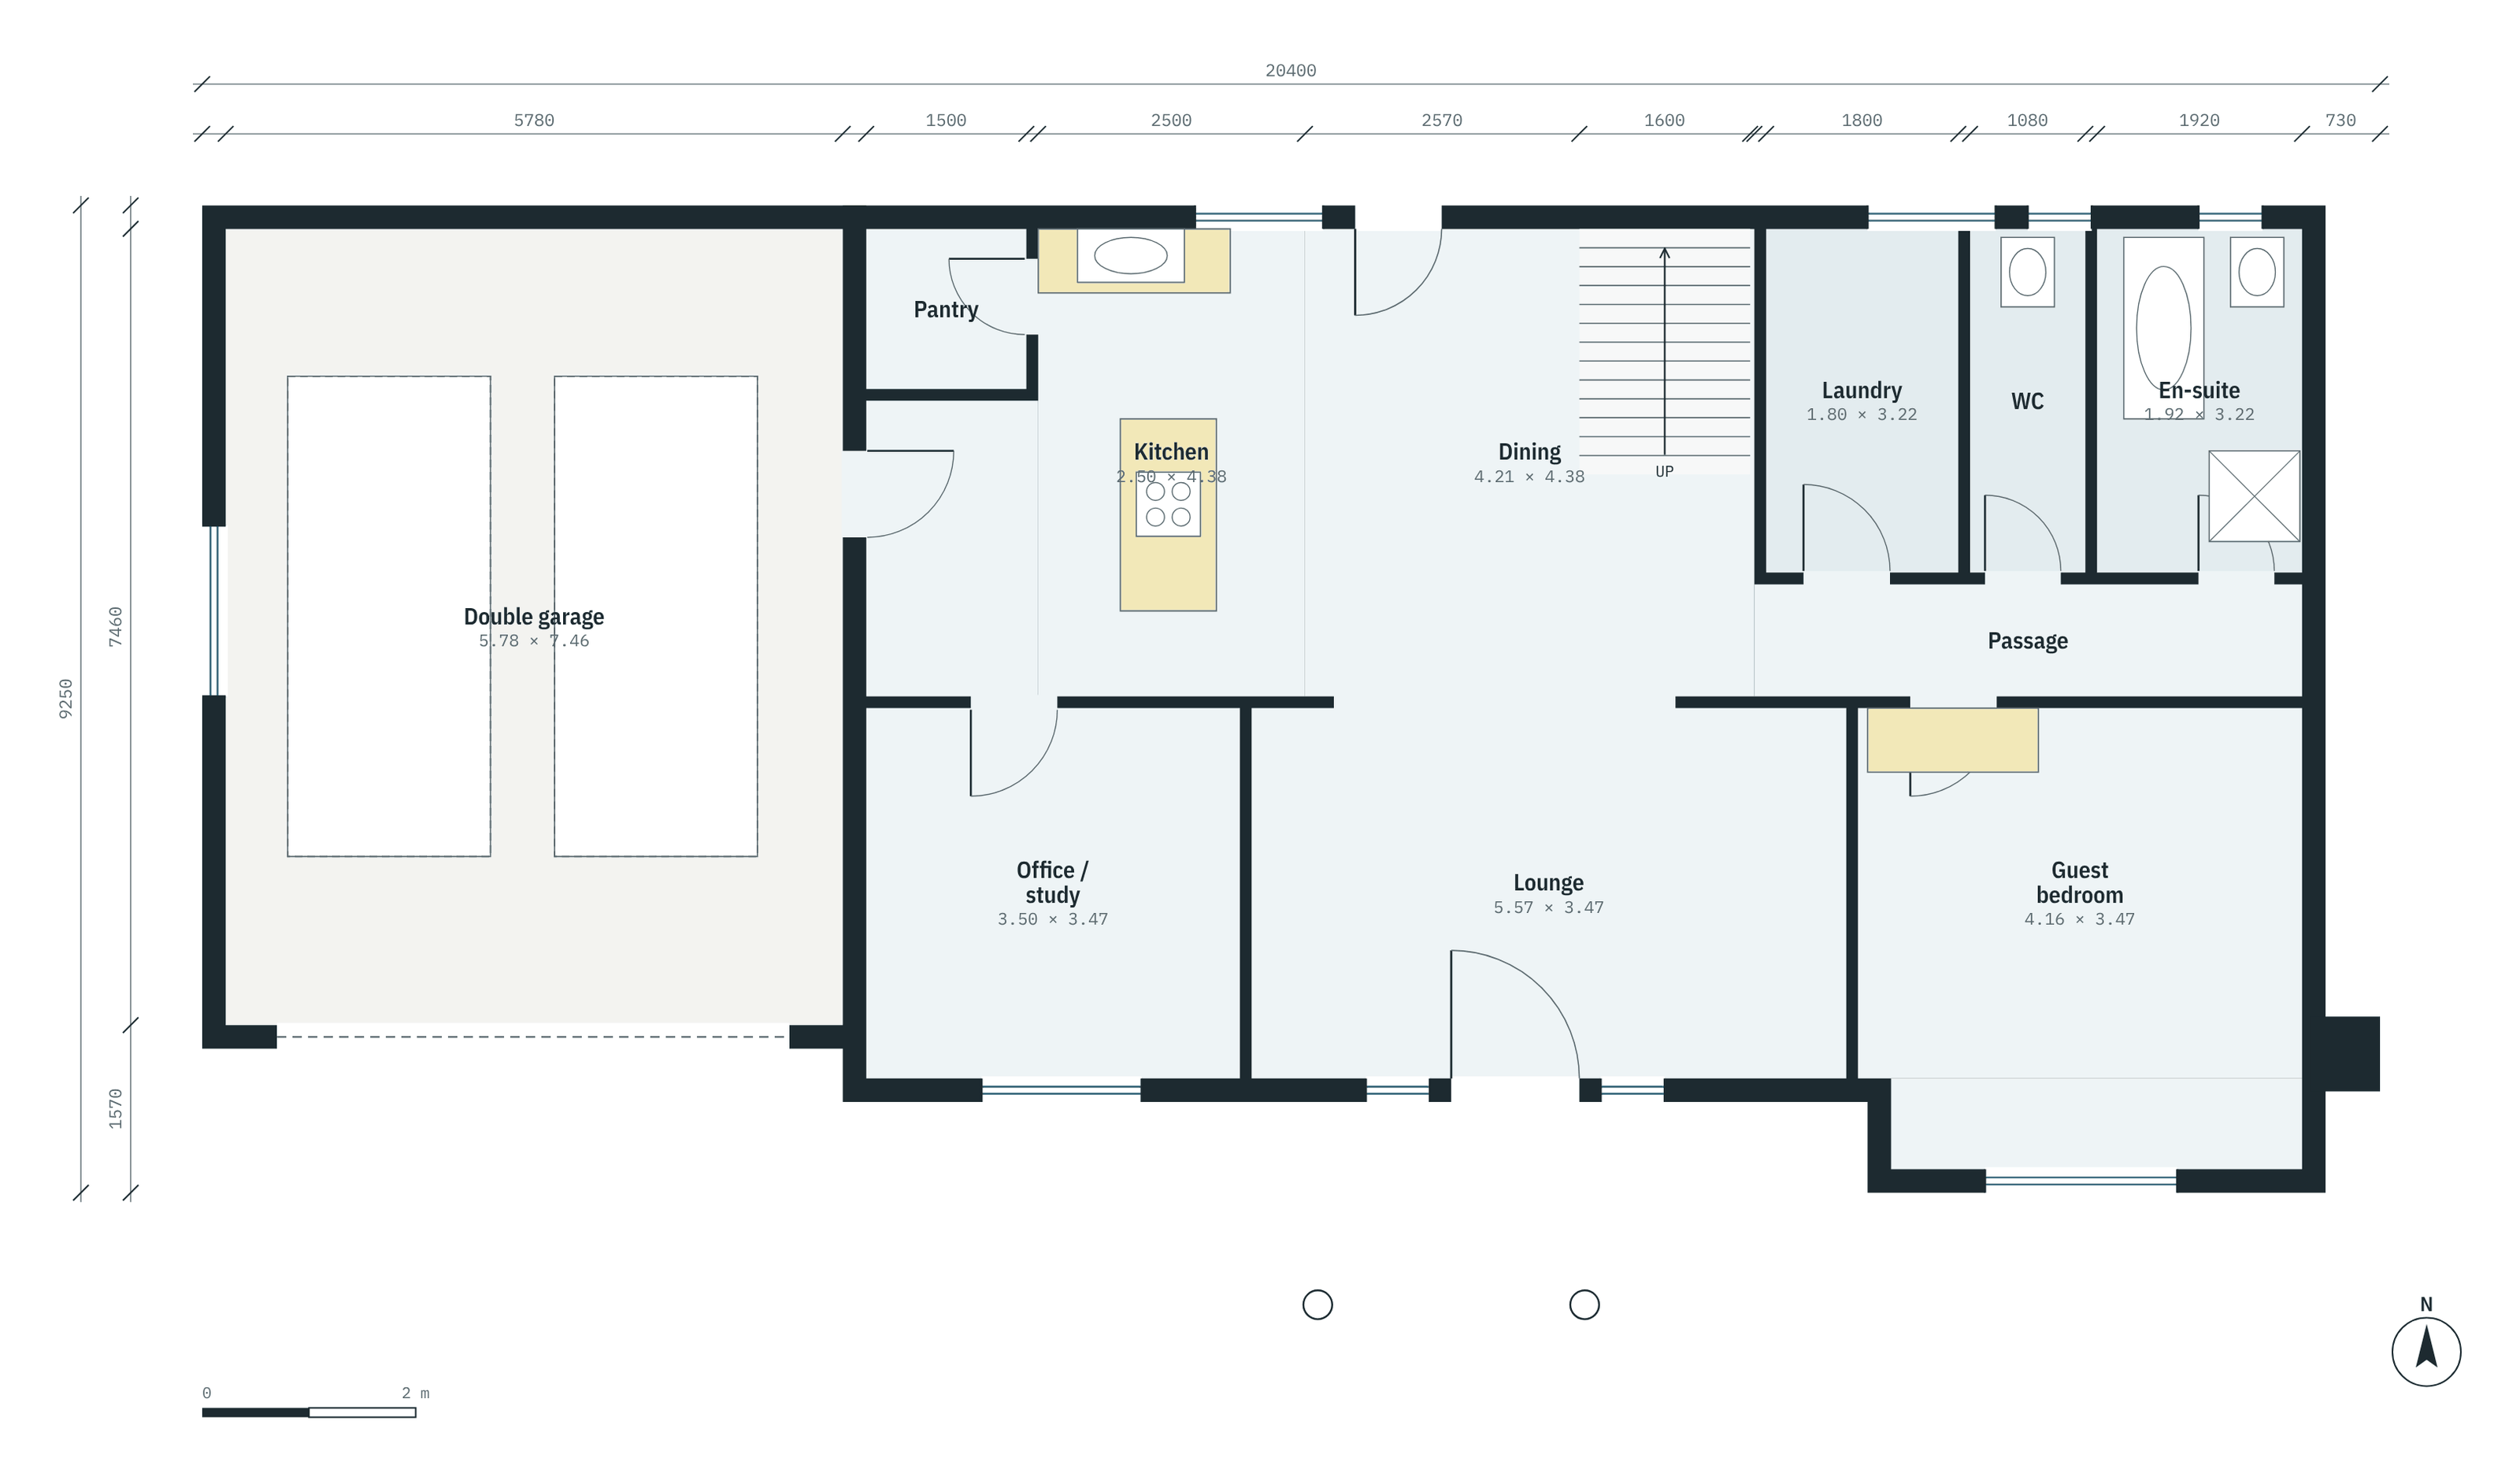 20400
5780
1500
2500
2570
1600
1800
1080
1920
730
9250
7460
1570
Pantry
Kitchen
2.50 × 4.38
Dining
4.21 × 4.38
UP
Laundry
1.80 × 3.22
WC
En-suite
1.92 × 3.22
Double garage
5.78 × 7.46
Passage
Office /
study
3.50 × 3.47
Lounge
5.57 × 3.47
Guest
bedroom
4.16 × 3.47
N
0
2 m